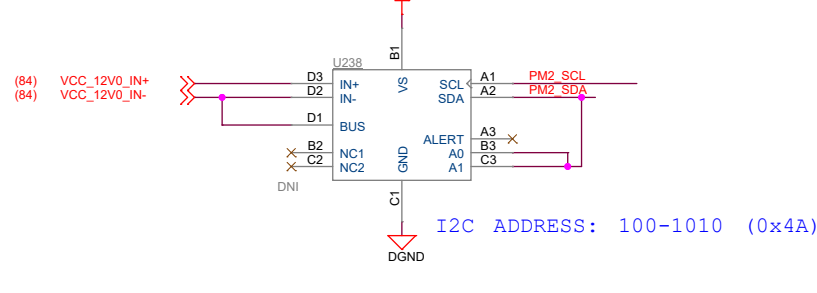 B1
U238
(84) VCC_12V0_IN+ D3 IN+ VS SCL A1 PM2_SCL
(84) VCC_12V0_IN- D2 IN- SDA A2 PM2_SDA
D1 BUS
ALERT A3
B2 NC1 A0 B3
C2 NC2 GND A1 C3
DNI
C1
I2C ADDRESS: 100-1010 (0x4A)
DGND